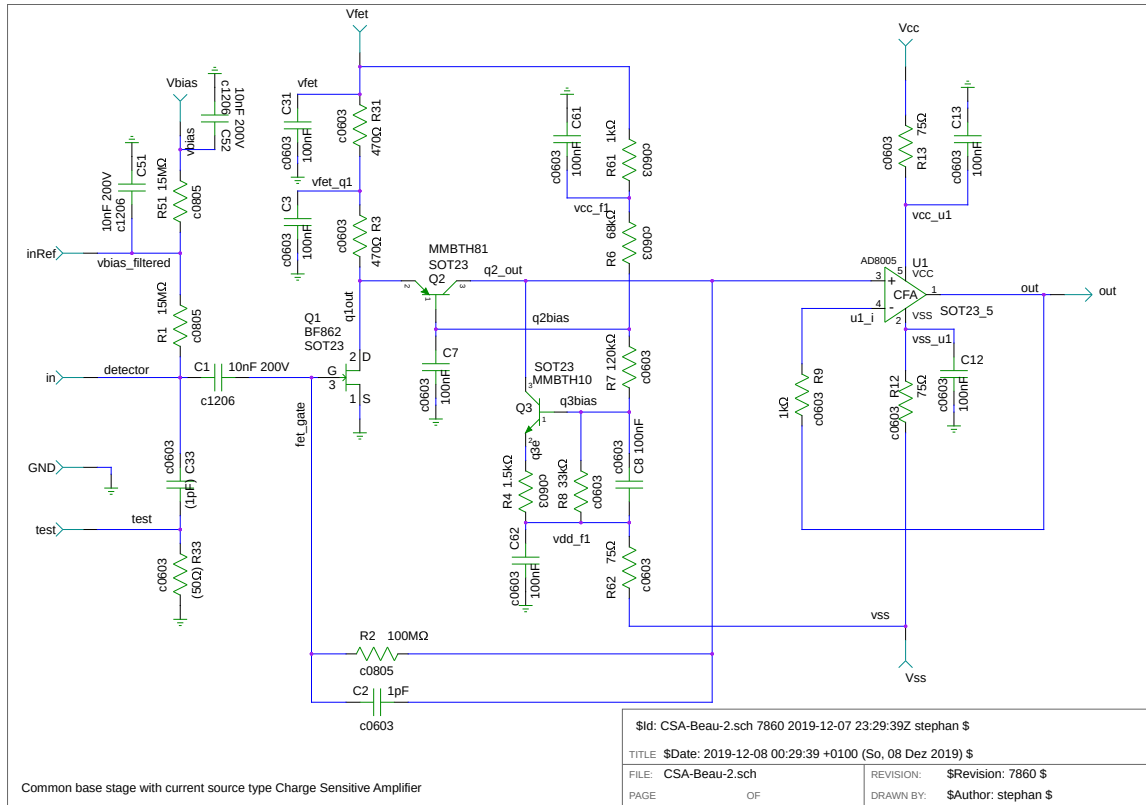 Vfet
Vcc
Vbias
c1206
10nF 200V
C52
vbias
vfet
C31
c0603
100nF
R31
470Ω
c0603
C61
c0603
100nF
1kΩ
R61
c0603
75Ω
R13
c0603
C13
c0603
100nF
C51
10nF 200V
c1206
15MΩ
R51
c0805
vfet_q1
C3
c0603
100nF
R3
470Ω
c0603
vcc_f1
68kΩ
R6
c0603
vcc_u1
inRef
vbias_filtered
MMBTH81
SOT23
Q2
2
3
1
q2_out
AD8005
U1
5
VCC
3
+
CFA
1
4
-
VSS
2
SOT23_5
out
out
u1_i
vss_u1
15MΩ
R1
c0805
q1out
Q1
BF862
SOT23
2
D
G
3
1
S
q2bias
C7
c0603
100nF
R7 120kΩ
c0603
C12
c0603
100nF
R12
75Ω
c0603
R9
1kΩ
c0603
in
detector
C1
10nF 200V
c1206
fet_gate
SOT23
MMBTH10
3
Q3
1
2
q3bias
q3e
C8 100nF
c0603
R4 1.5kΩ
c0603
R8 33kΩ
c0603
c0603
C33
(1pF)
GND
test
test
R33
(50Ω)
c0603
vdd_f1
C62
c0603
100nF
75Ω
R62
c0603
vss
Vss
R2 100MΩ
c0805
C2 1pF
c0603
$Id: CSA-Beau-2.sch 7860 2019-12-07 23:29:39Z stephan $
TITLE $Date: 2019-12-08 00:29:39 +0100 (So, 08 Dez 2019) $
FILE: CSA-Beau-2.sch
REVISION: $Revision: 7860 $
PAGE OF
DRAWN BY: $Author: stephan $
Common base stage with current source type Charge Sensitive Amplifier